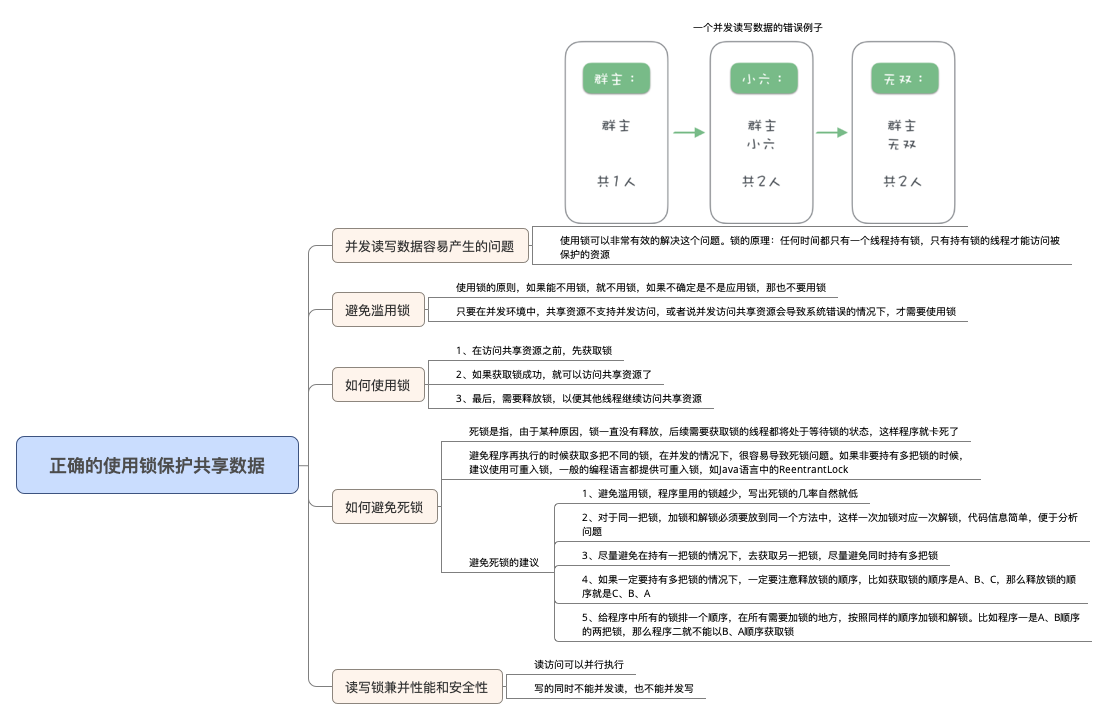 一个并发读写数据的错误例子
群主：
群主
共1人
小六：
群主
小六
共2人
无双：
群主
无双
共2人
正确的使用锁保护共享数据
并发读写数据容易产生的问题
使用锁可以非常有效的解决这个问题。锁的原理：任何时间都只有一个线程持有锁，只有持有锁的线程才能访问被
保护的资源
避免滥用锁
使用锁的原则，如果能不用锁，就不用锁，如果不确定是不是应用锁，那也不要用锁
只要在并发环境中，共享资源不支持并发访问，或者说并发访问共享资源会导致系统错误的情况下，才需要使用锁
如何使用锁
1、在访问共享资源之前，先获取锁
2、如果获取锁成功，就可以访问共享资源了
3、最后，需要释放锁，以便其他线程继续访问共享资源
如何避免死锁
死锁是指，由于某种原因，锁一直没有释放，后续需要获取锁的线程都将处于等待锁的状态，这样程序就卡死了
避免程序再执行的时候获取多把不同的锁，在并发的情况下，很容易导致死锁问题。如果非要持有多把锁的时候，
建议使用可重入锁，一般的编程语言都提供可重入锁，如Java语言中的ReentrantLock
避免死锁的建议
1、避免滥用锁，程序里用的锁越少，写出死锁的几率自然就低
2、对于同一把锁，加锁和解锁必须要放到同一个方法中，这样一次加锁对应一次解锁，代码信息简单，便于分析
问题
3、尽量避免在持有一把锁的情况下，去获取另一把锁，尽量避免同时持有多把锁
4、如果一定要持有多把锁的情况下，一定要注意释放锁的顺序，比如获取锁的顺序是A、B、C，那么释放锁的顺
序就是C、B、A
5、给程序中所有的锁排一个顺序，在所有需要加锁的地方，按照同样的顺序加锁和解锁。比如程序一是A、B顺序
的两把锁，那么程序二就不能以B、A顺序获取锁
读写锁兼并性能和安全性
读访问可以并行执行
写的同时不能并发读，也不能并发写